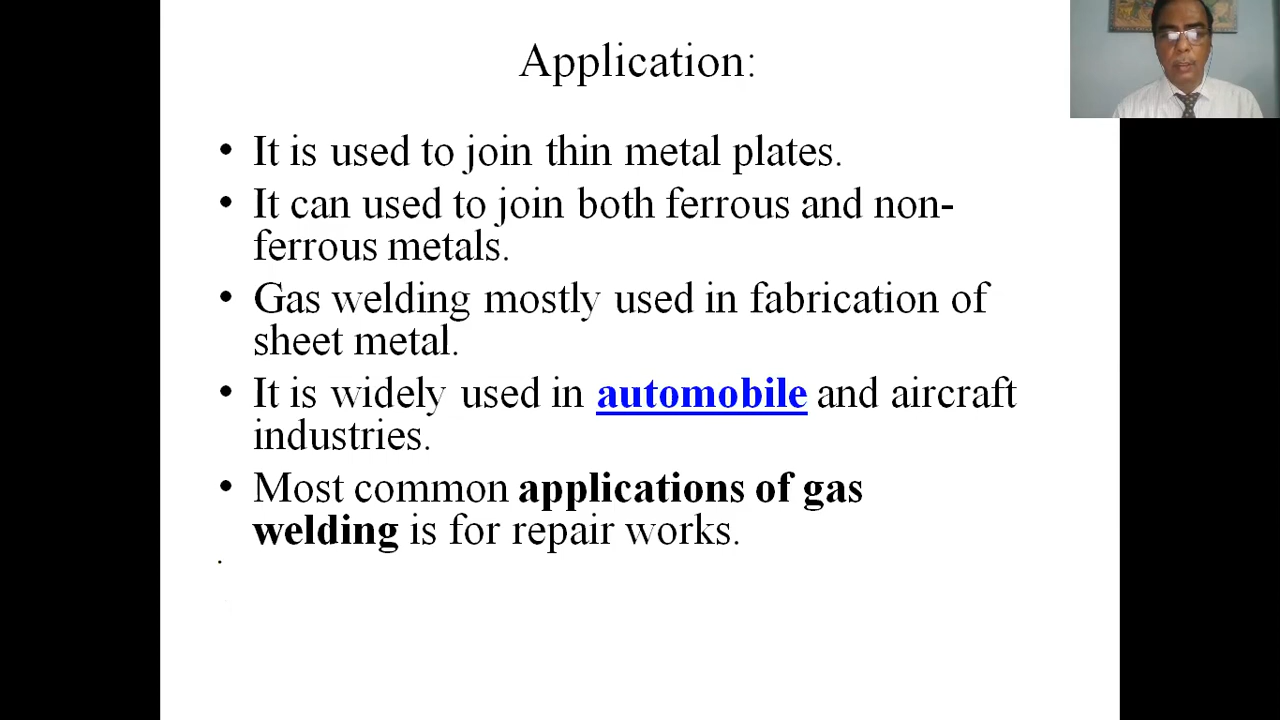 Application:
• It is used to join thin metal plates.
• It can used to join both ferrous and non-
ferrous metals.
• Gas welding mostly used in fabrication of
sheet metal.
• It is widely used in automobile and aircraft
industries.
• Most common applications of gas
welding is for repair works.